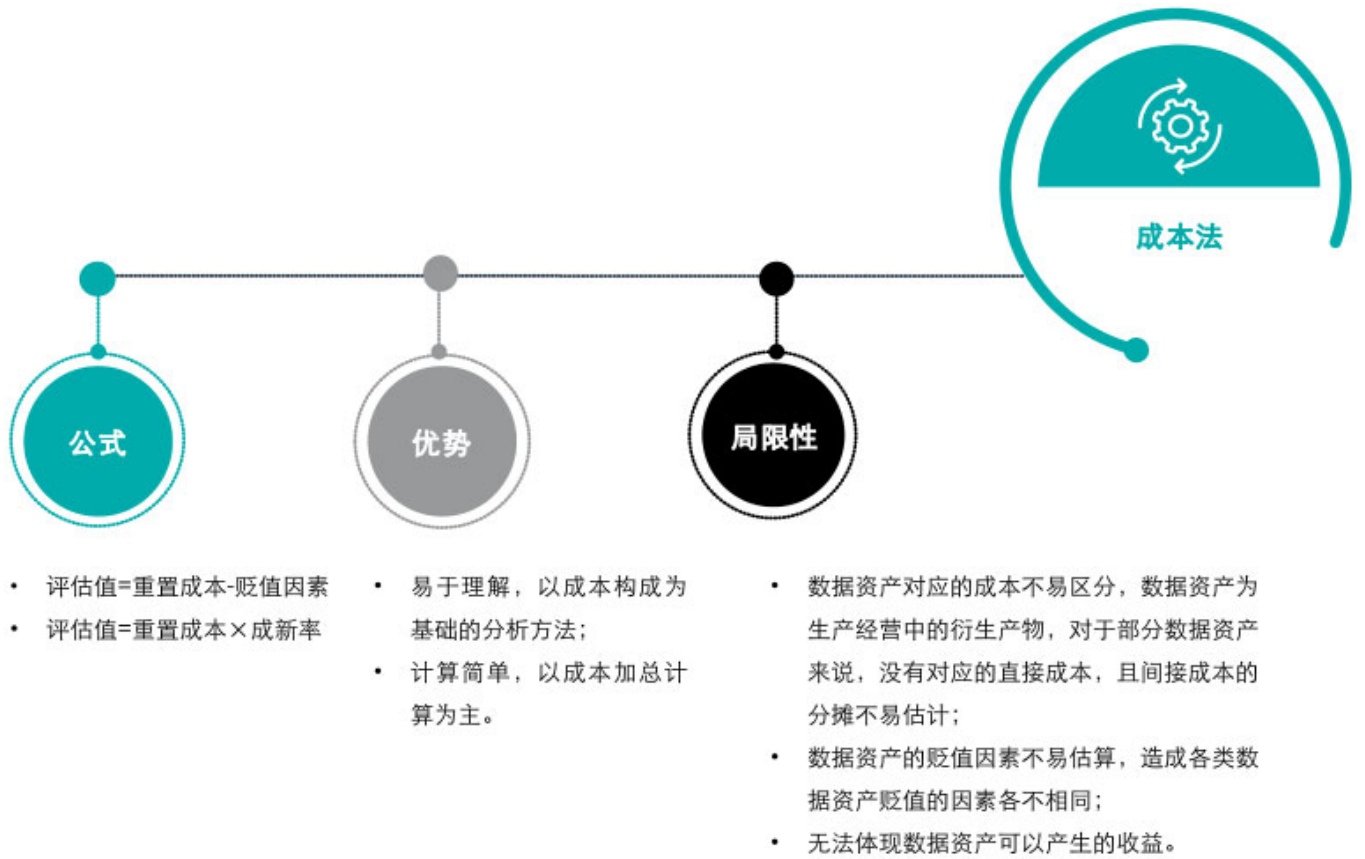 成本法
公式
优势
局限性
• 评估值=重置成本-贬值因素
• 评估值=重置成本×成新率
• 易于理解，以成本构成为
基础的分析方法；
• 计算简单，以成本加总计
算为主。
• 数据资产对应的成本不易区分，数据资产为
生产经营中的衍生产物，对于部分数据资产
来说，没有对应的直接成本，且间接成本的
分摊不易估计；
• 数据资产的贬值因素不易估算，造成各类数
据资产贬值的因素各不相同；
• 无法体现数据资产可以产生的收益。